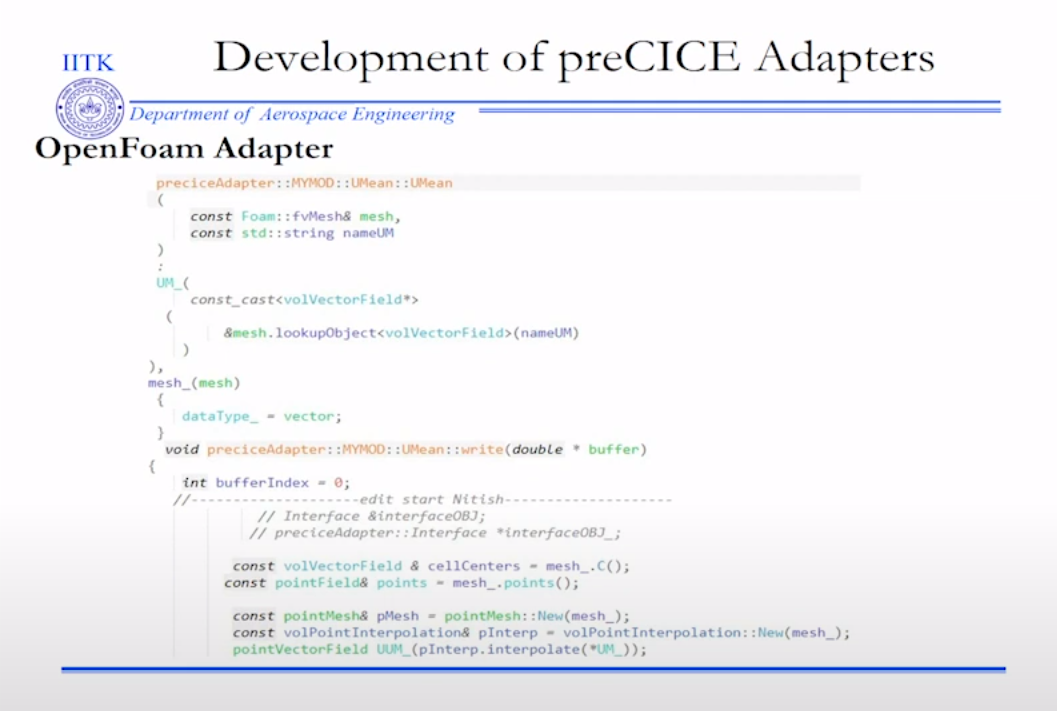 Development of preCICE Adapters
IITK
Department of Aerospace Engineering
OpenFoam Adapter
preciceAdapter::MYMOD::UMean::UMean
(
const Foam::fvMesh& mesh,
const std::string nameUM
)
:
UM_(
const_cast<volVectorField*>
(
&mesh.lookupObject<volVectorField>(nameUM)
)
),
mesh_(mesh)
{
dataType_ = vector;
}
void preciceAdapter::MYMOD::UMean::write(double * buffer)
{
int bufferIndex = 0;
//--------------------edit start Nitish--------------------
// Interface &interfaceOBJ;
// preciceAdapter::Interface *interfaceOBJ_;
const volVectorField & cellCenters = mesh_.C();
const pointField& points = mesh_.points();
const pointMesh& pMesh = pointMesh::New(mesh_);
const volPointInterpolation& pInterp = volPointInterpolation::New(mesh_);
pointVectorField UUM_(pInterp.interpolate(*UM_));